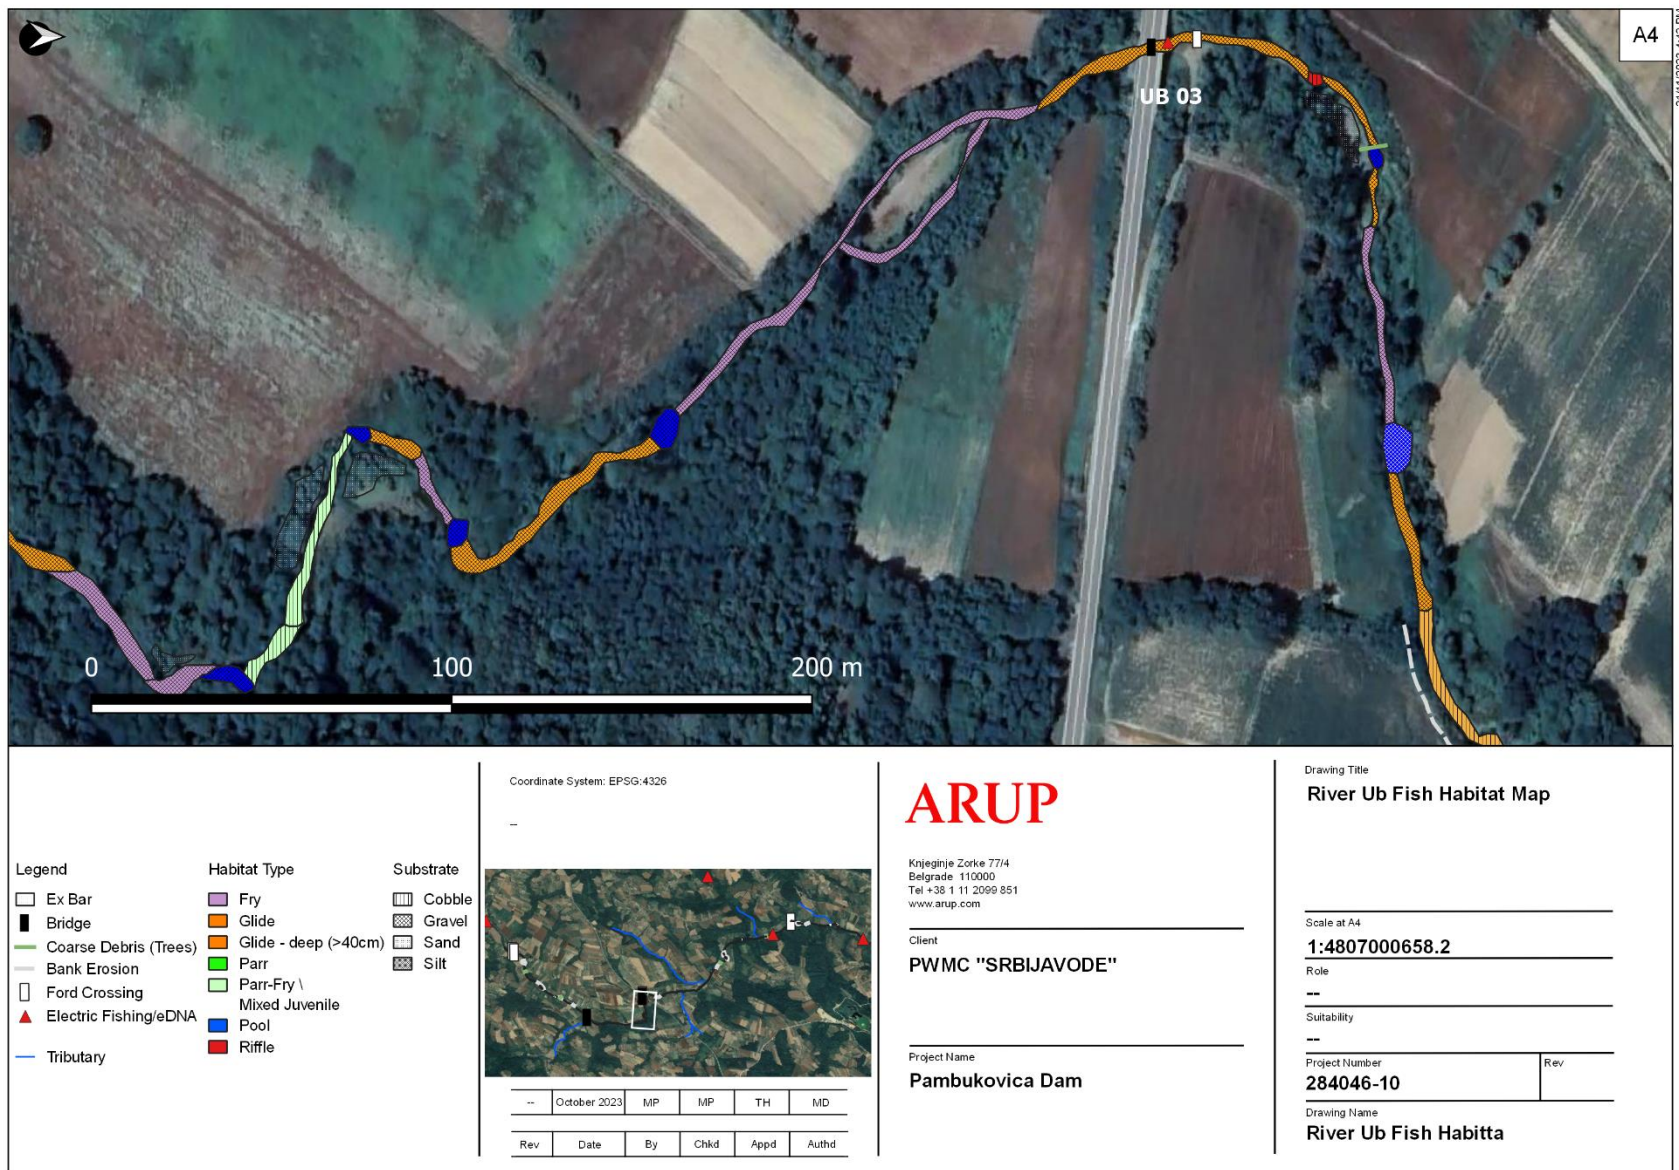 A4
UB 03
0 100 200 m
Legend
Ex Bar
Bridge
Coarse Debris (Trees)
Bank Erosion
Ford Crossing
Electric Fishing/eDNA
Tributary
Habitat Type
Fry
Glide
Glide - deep (>40cm)
Parr
Parr-Fry \
Mixed Juvenile
Pool
Riffle
Substrate
Cobble
Gravel
Sand
Silt
Coordinate System: EPSG:4326
--
-- October 2023 MP MP TH MD
Rev Date By Chkd Appd Authd
ARUP
Knjeginje Zorke 77/4
Belgrade 110000
Tel +38 1 11 2099 851
www.arup.com
Client
PWMC "SRBIJAVODE"
Project Name
Pambukovica Dam
Drawing Title
River Ub Fish Habitat Map
Scale at A4
1:4807000658.2
Role
--
Suitability
--
Project Number Rev
284046-10
Drawing Name
River Ub Fish Habitta